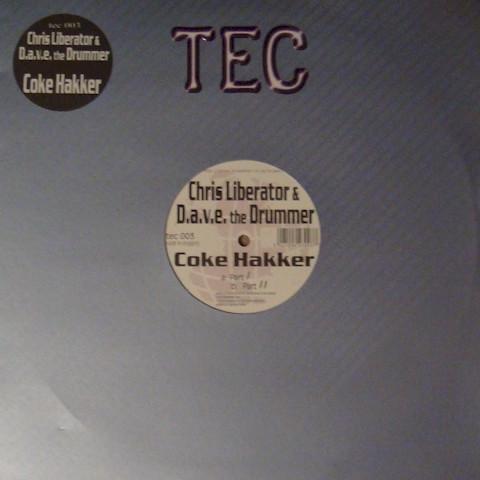 tec 003
Chris Liberator &
D.a.v.e. the Drummer
Coke Hakker
TEC
Chris Liberator &
D.a.v.e. the Drummer
tec 003
Coke Hakker
a Part I
b Part II